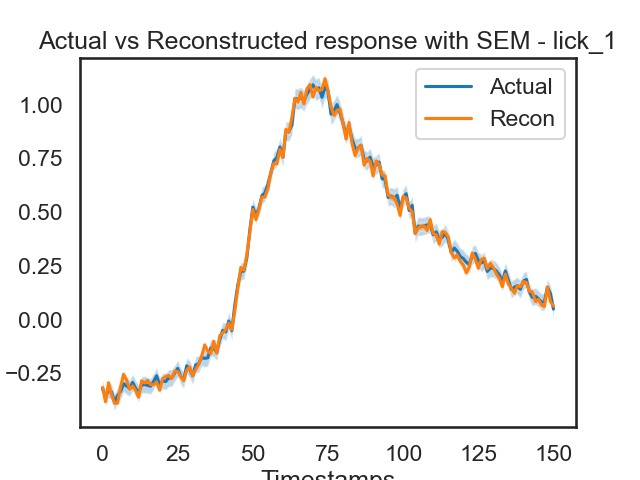 Actual vs Reconstructed response with SEM - lick_1
Actual
Recon
1.00
0.75
0.50
0.25
0.00
−0.25
0 25 50 75 100 125 150
Timestamps